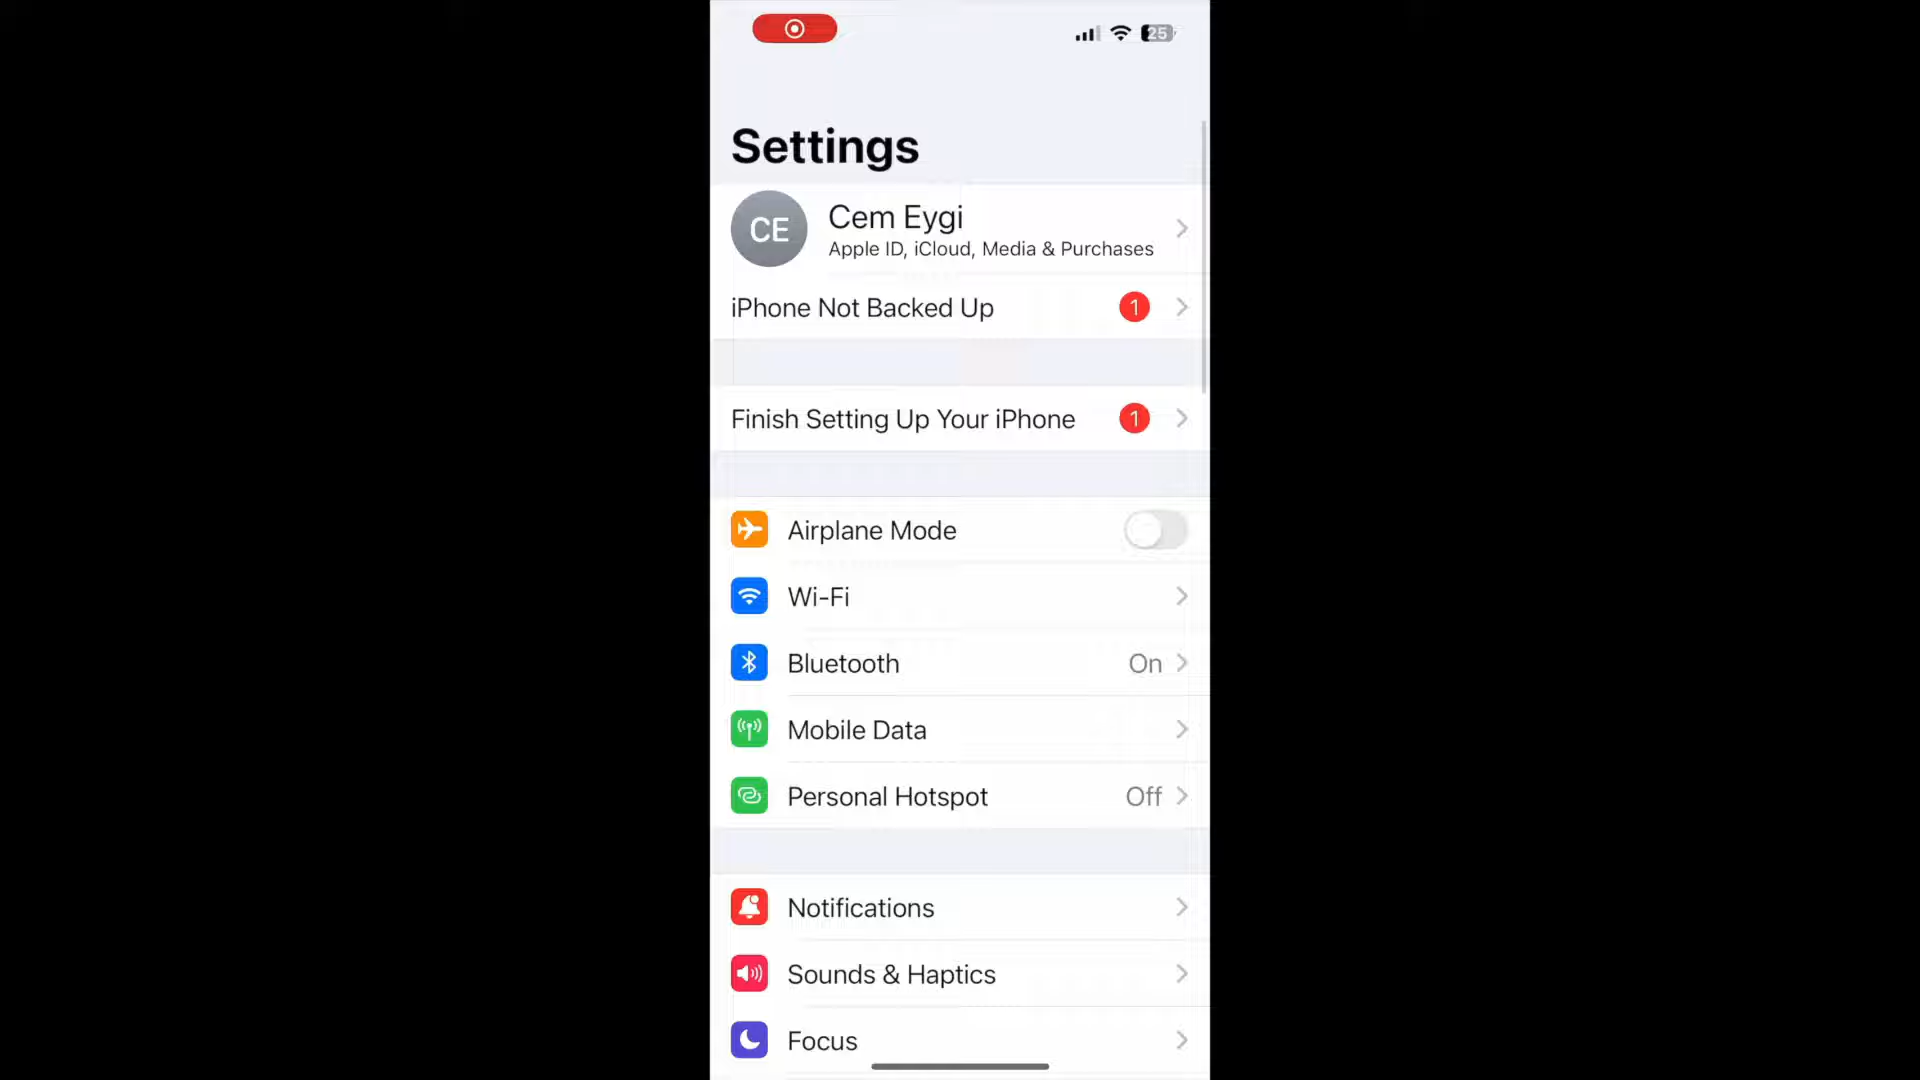 25
Settings
CE
Cem Eygi
Apple ID, iCloud, Media & Purchases
iPhone Not Backed Up 1
Finish Setting Up Your iPhone 1
Airplane Mode
Wi-Fi
Bluetooth On
Mobile Data
Personal Hotspot Off
Notifications
Sounds & Haptics
Focus